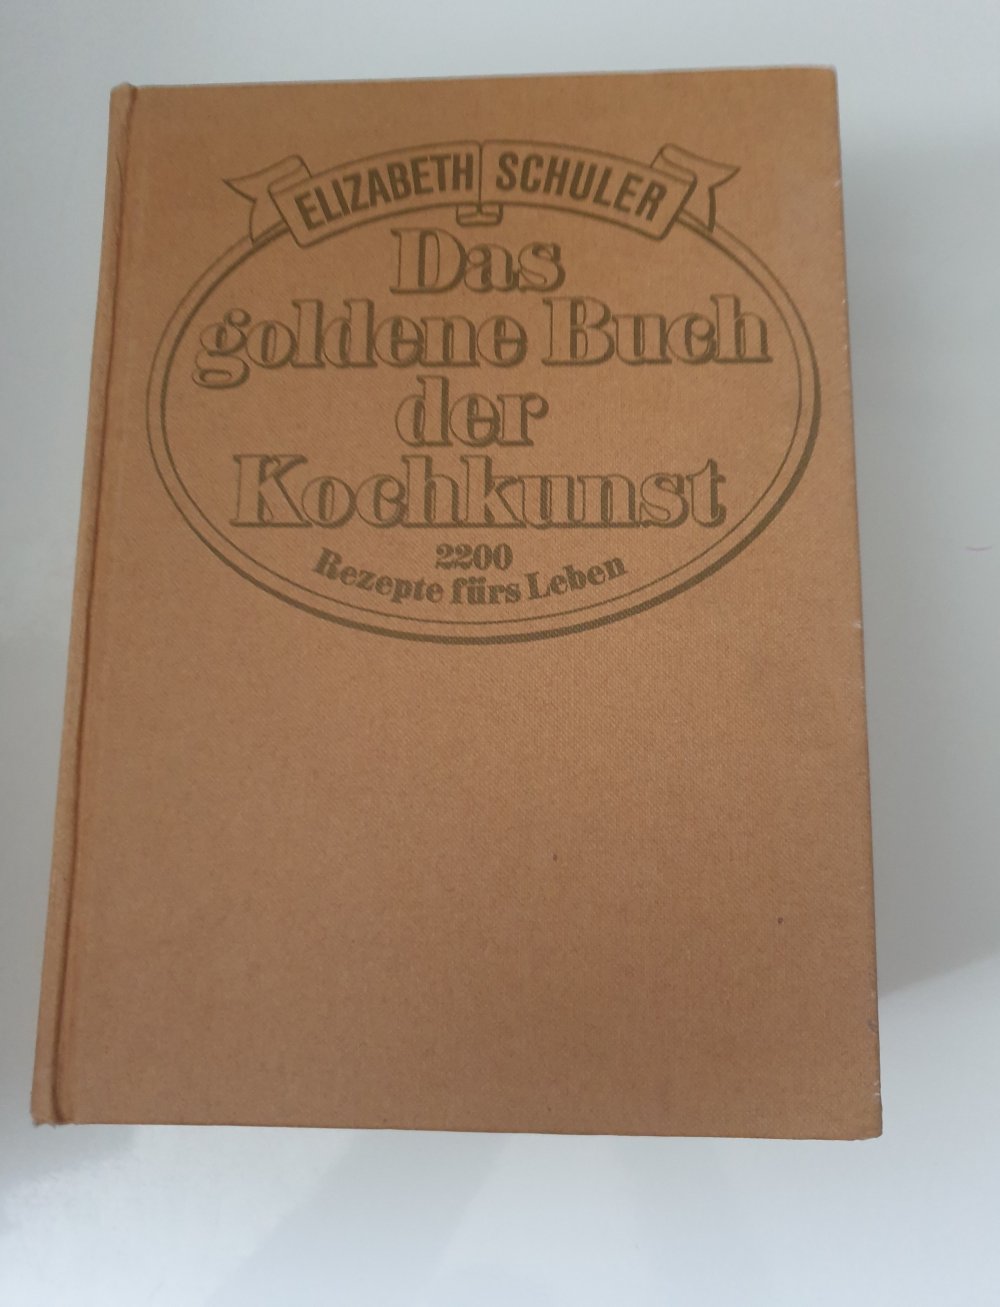 ELIZABETH SCHULER
Das
goldene Buch
der
Kochkunst
2200
Rezepte fürs Leben